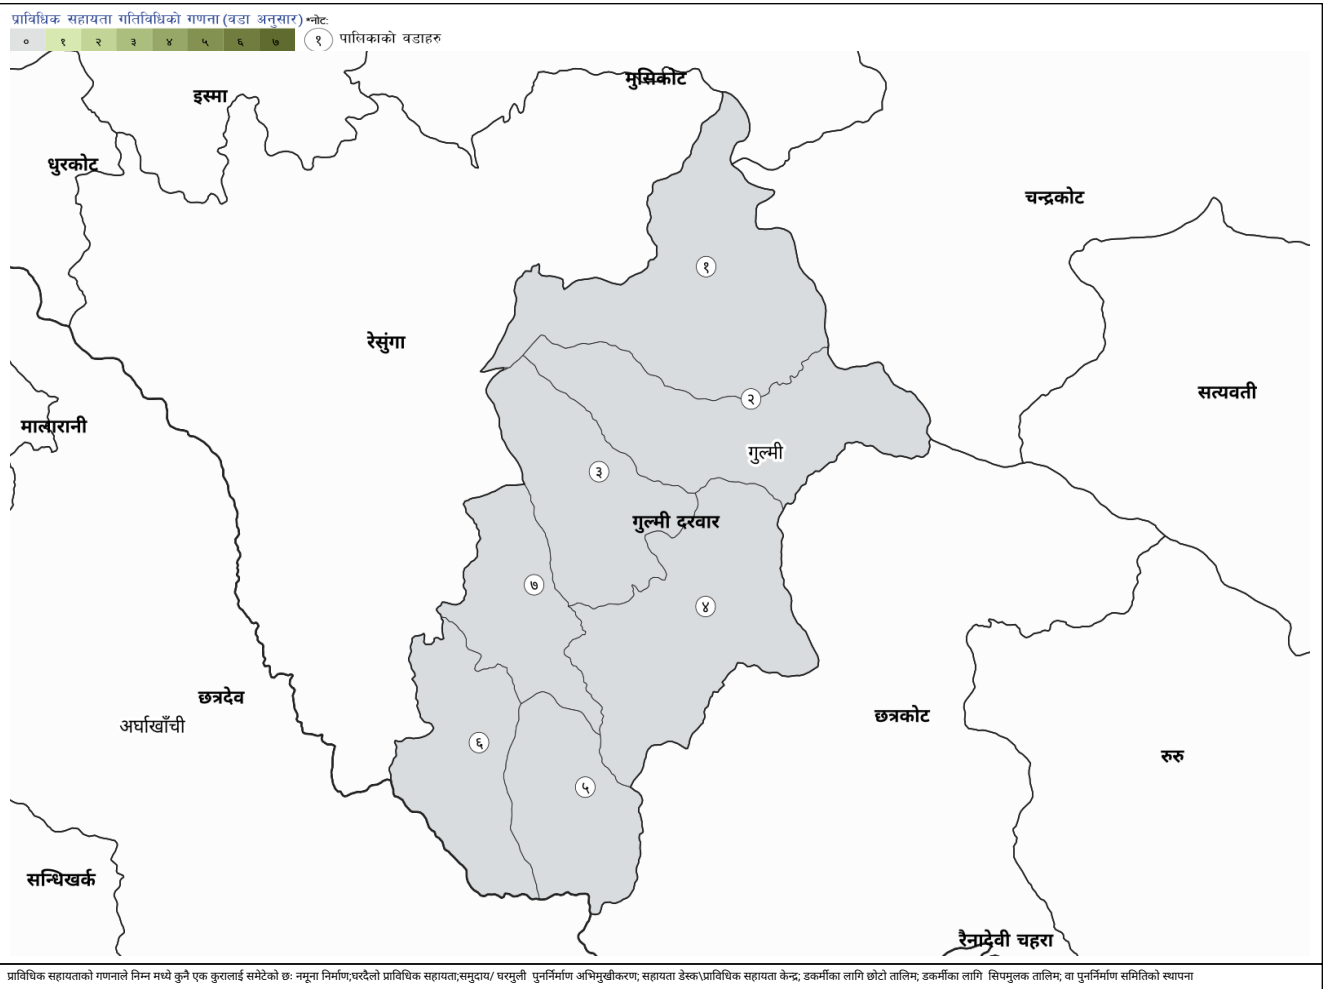 प्राविधिक सहायता गतिविधिको गणना (वडा अनुसार) *नोट:
० १ २ ३ ४ ५ ६ ७ १ पालिकाको वडाहरु
मुसिकोट
इस्मा
धुरकोट
चन्द्रकोट
१
रेसुंगा
सत्यवती
२
मालारानी
गुल्मी
३
गुल्मी दरवार
७
४
छत्रदेव
अर्घाखाँची
छत्रकोट
६
रुरु
५
सन्धिखर्क
रैनादेवी चहरा
प्राविधिक सहायताको गणनाले निम्न मध्ये कुनै एक कुरालाई समेटेको छः नमूना निर्माण;घरदैलो प्राविधिक सहायता;समुदाय/ घरमुली पुनर्निर्माण अभिमुखीकरण; सहायता डेस्क\प्राविधिक सहायता केन्द्र; डकर्मीका लागि छोटो तालिम; डकर्मीका लागि सिपमुलक तालिम; वा पुनर्निर्माण समितिको स्थापना